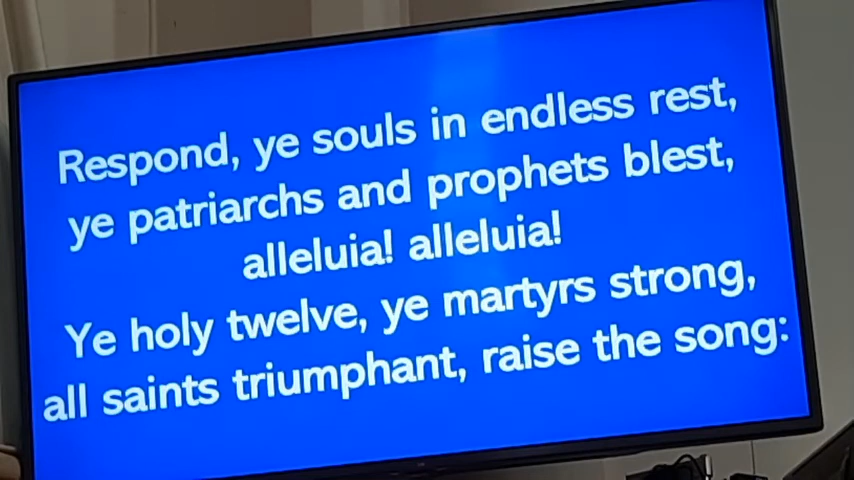 Respond, ye souls in endless rest,
ye patriarchs and prophets blest,
alleluia! alleluia!
Ye holy twelve, ye martyrs strong,
all saints triumphant, raise the song: